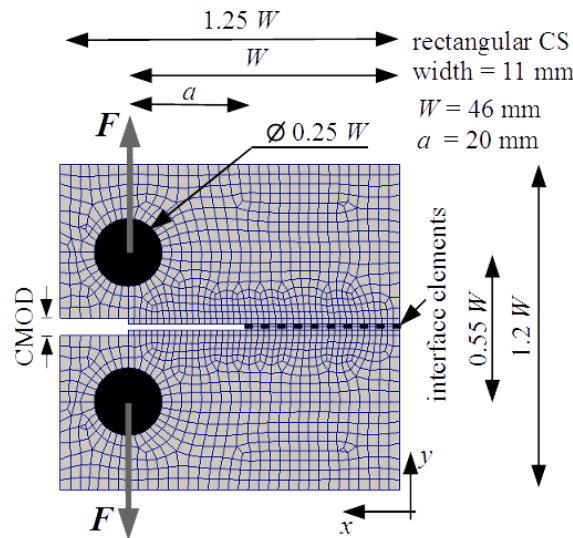 1.25 W
rectangular CS
W
width = 11 mm
a
W = 46 mm
F
Ø 0.25 W
a = 20 mm
CMOD
interface elements
0.55 W
1.2 W
y
x
F